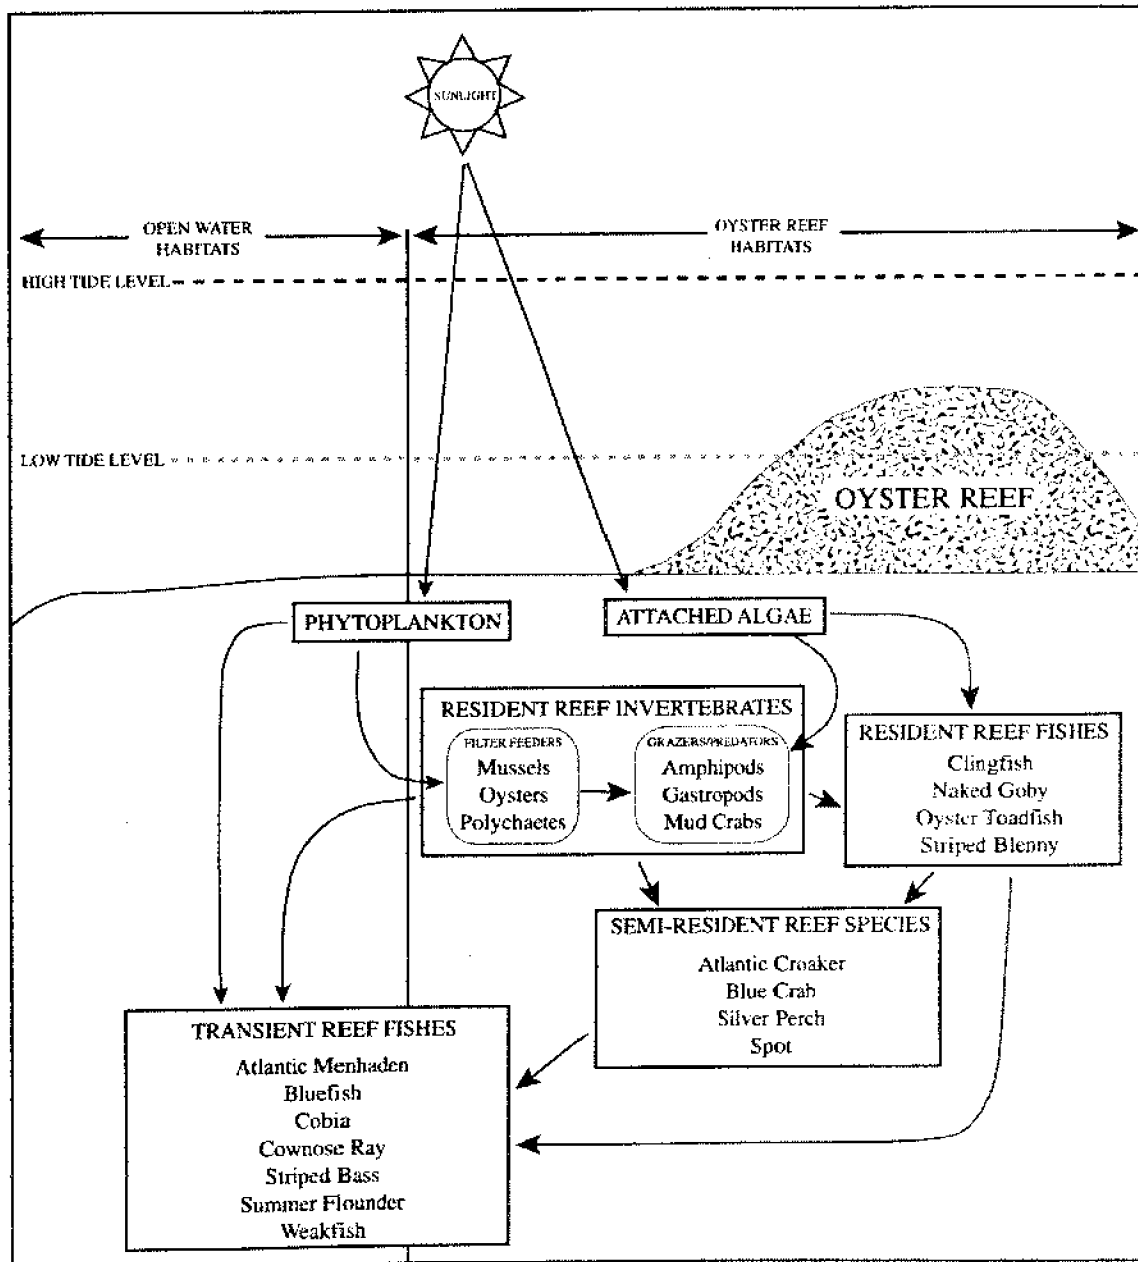 SUNLIGHT
OPEN WATER
HABITATS
OYSTER REEF
HABITATS
HIGH TIDE LEVEL
LOW TIDE LEVEL
OYSTER REEF
PHYTOPLANKTON
ATTACHED ALGAE
RESIDENT REEF INVERTEBRATES
FILTER FEEDERS
Mussels
Oysters
Polychaetes
GRAZERS/PREDATORS
Amphipods
Gastropods
Mud Crabs
RESIDENT REEF FISHES
Clingfish
Naked Goby
Oyster Toadfish
Striped Blenny
SEMI-RESIDENT REEF SPECIES
Atlantic Croaker
Blue Crab
Silver Perch
Spot
TRANSIENT REEF FISHES
Atlantic Menhaden
Bluefish
Cobia
Cownose Ray
Striped Bass
Summer Flounder
Weakfish